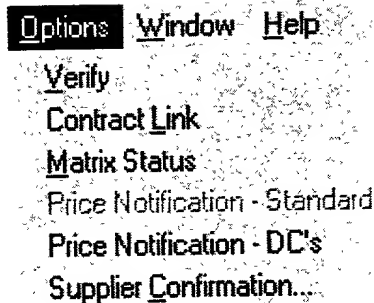 Options Window Help
Verify
Contract Link
Matrix Status
Price Notification - Standard
Price Notification - DC's
Supplier Confirmation...